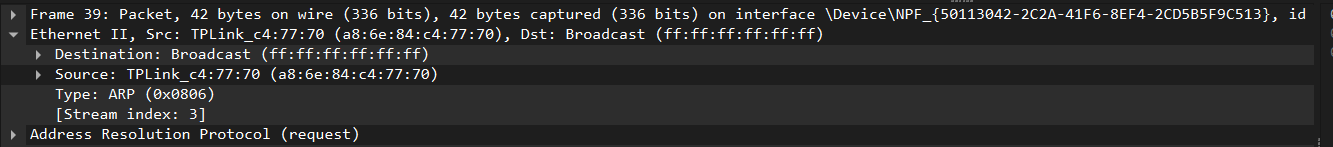 Frame 39: Packet, 42 bytes on wire (336 bits), 42 bytes captured (336 bits) on interface \Device\NPF_{50113042-2C2A-41F6-8EF4-2CD5B5F9C513}, id
Ethernet II, Src: TPLink_c4:77:70 (a8:6e:84:c4:77:70), Dst: Broadcast (ff:ff:ff:ff:ff:ff)
Destination: Broadcast (ff:ff:ff:ff:ff:ff)
Source: TPLink_c4:77:70 (a8:6e:84:c4:77:70)
Type: ARP (0x0806)
[Stream index: 3]
Address Resolution Protocol (request)